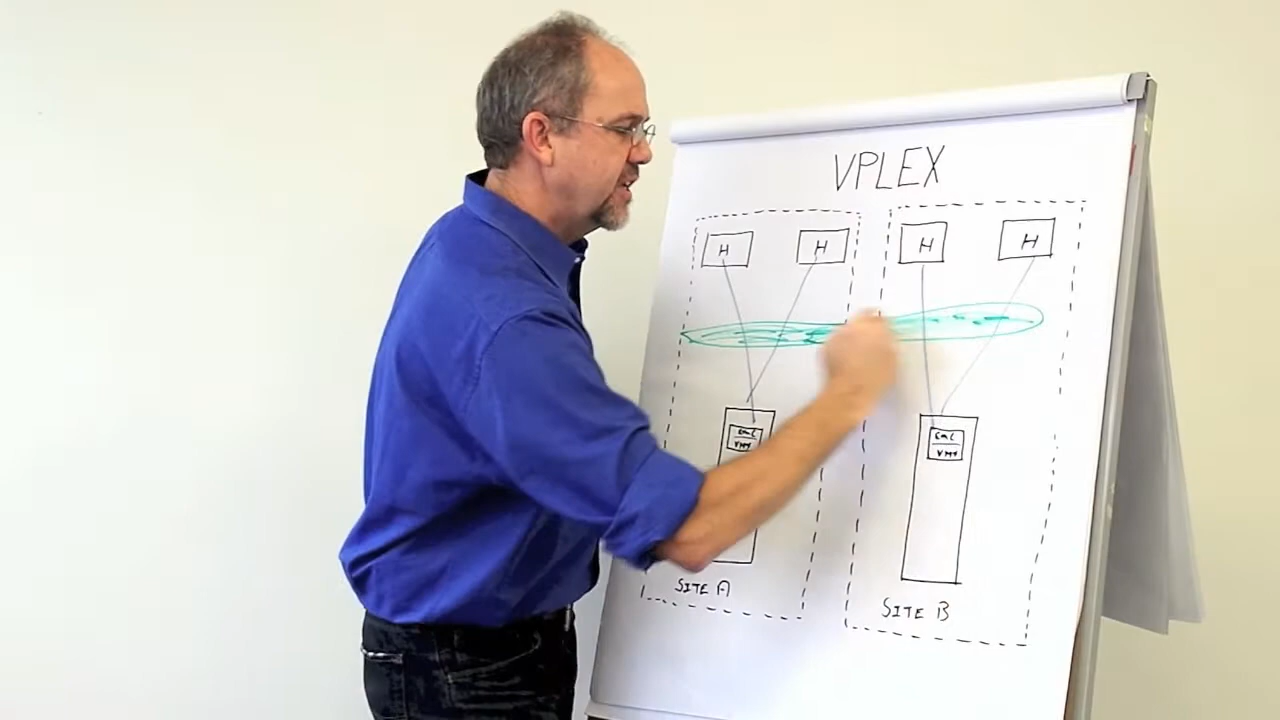 VPLEX
H H H H
EMC EMC
VMX VMX
SITE A
SITE B